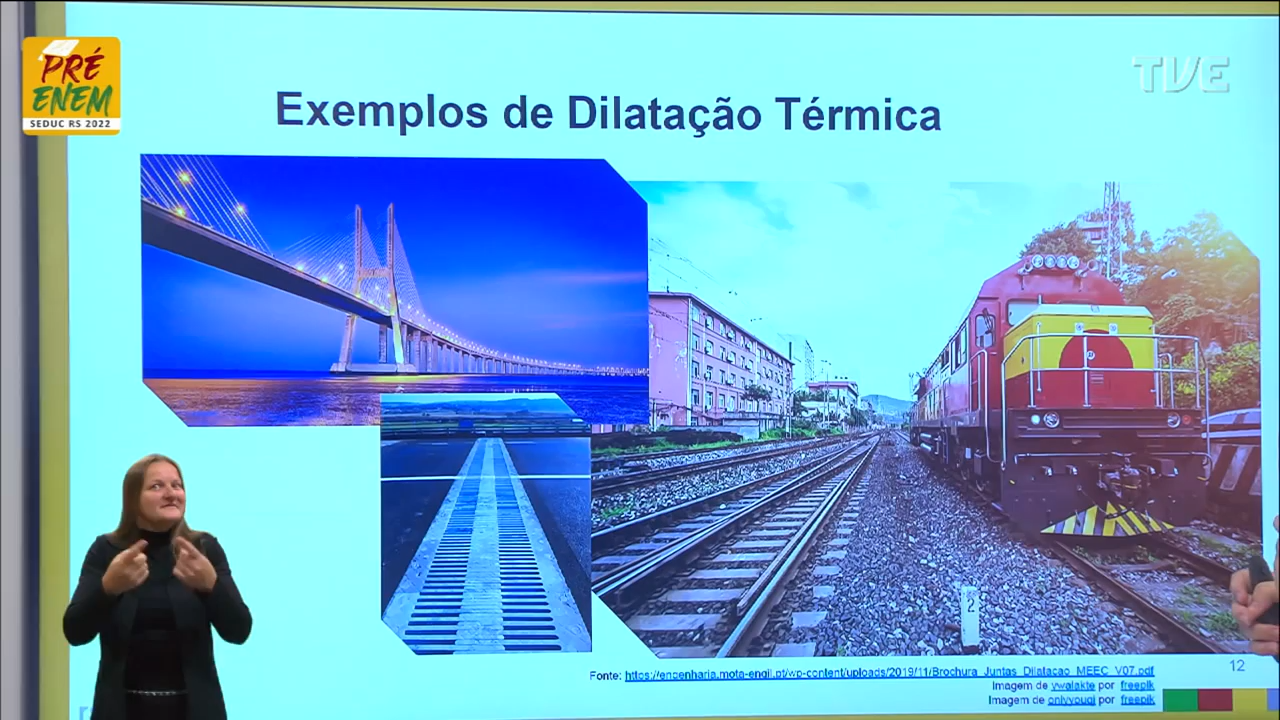 PRÉ
ENEM
SEDUC RS 2022
TVE
Exemplos de Dilatação Térmica
2
Fonte: https://engenharia.mota-engil.pt/wp-content/uploads/2019/11/Brochura_Juntas_Dilatacao_MEEC_V07.pdf
12
Imagem de vwalakte por freepik
Imagem de onlyyouqj por freepik